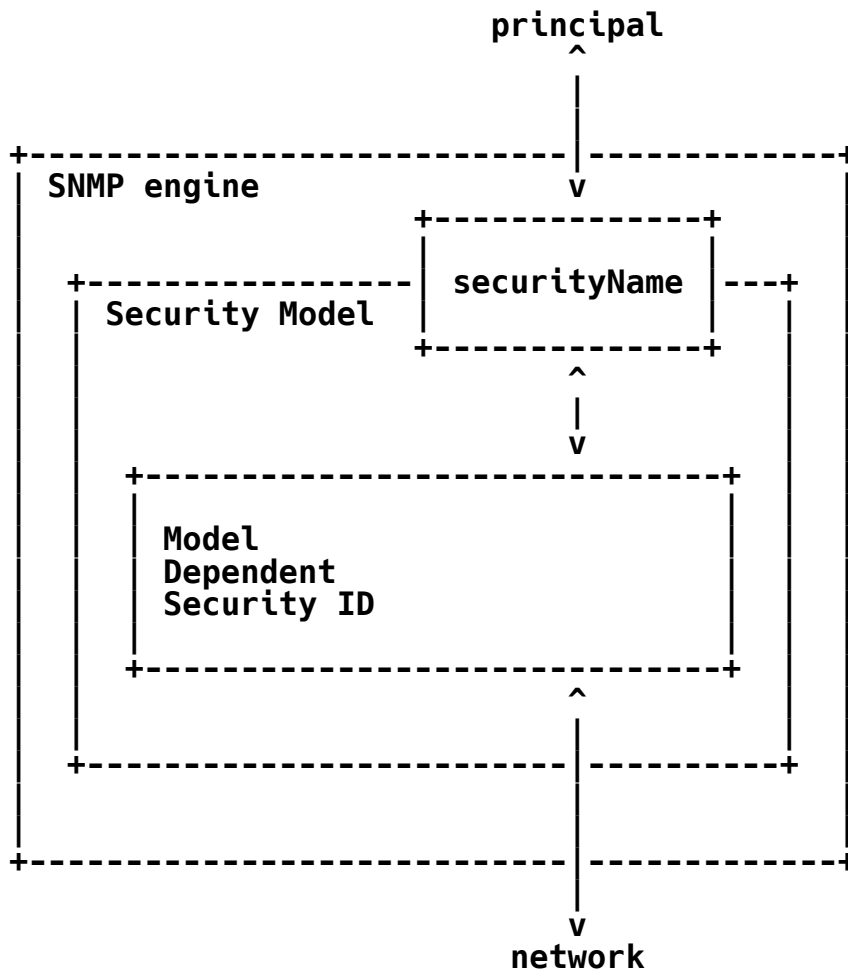 principal
SNMP engine
securityName
Security Model
Model
Dependent
Security ID
network